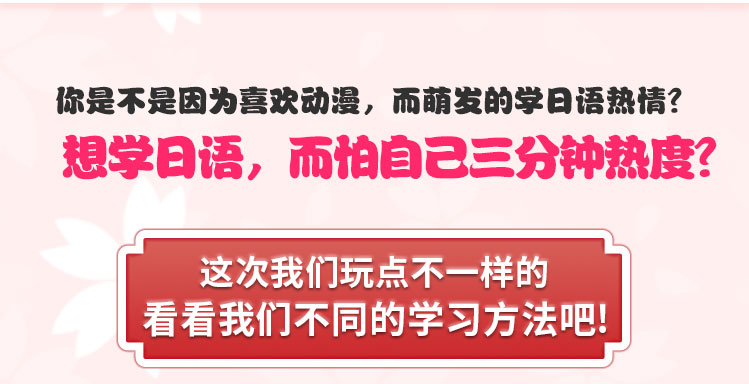 你是不是因为喜欢动漫，而萌发的学日语热情？
想学日语，而怕自己三分钟热度？
这次我们玩点不一样的
看看我们不同的学习方法吧！